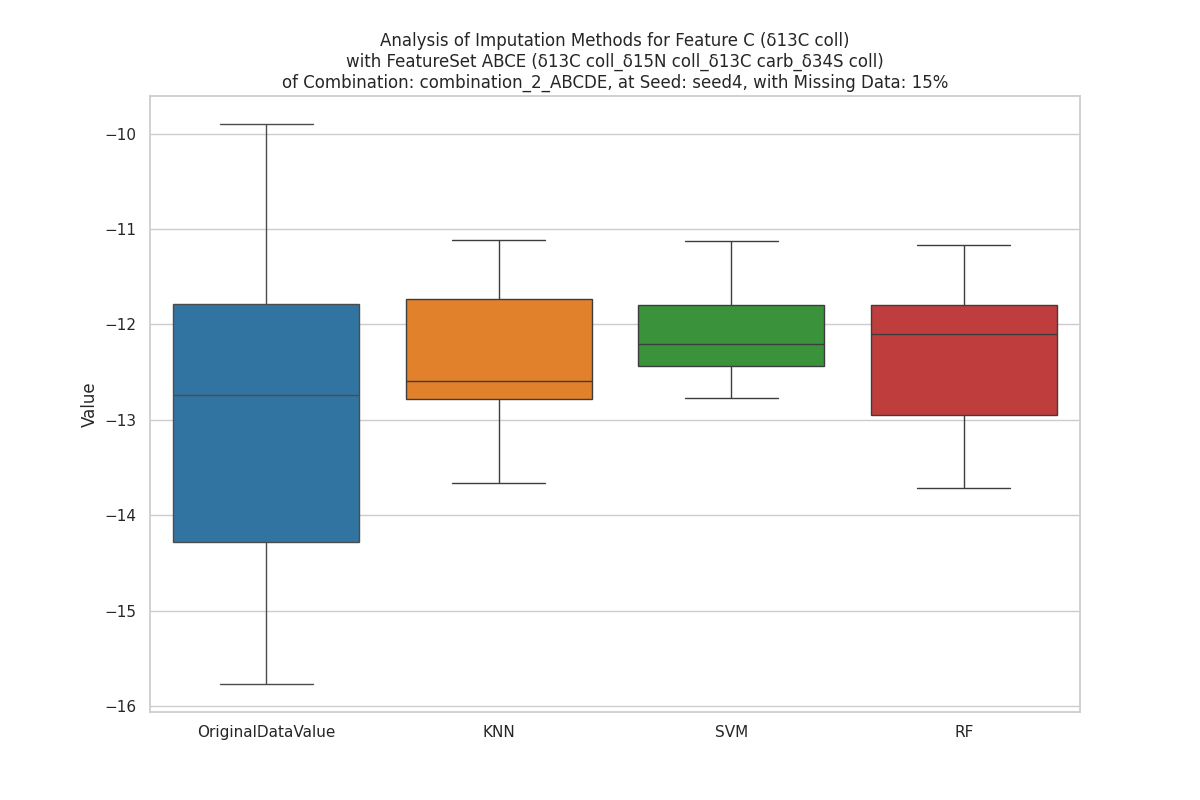 Analysis of Imputation Methods for Feature C (δ13C coll)
with FeatureSet ABCE (δ13C coll_δ15N coll_δ13C carb_δ34S coll)
of Combination: combination_2_ABCDE, at Seed: seed4, with Missing Data: 15%
−10
−11
−12
−13
−14
−15
−16
Value
OriginalDataValue
KNN
SVM
RF